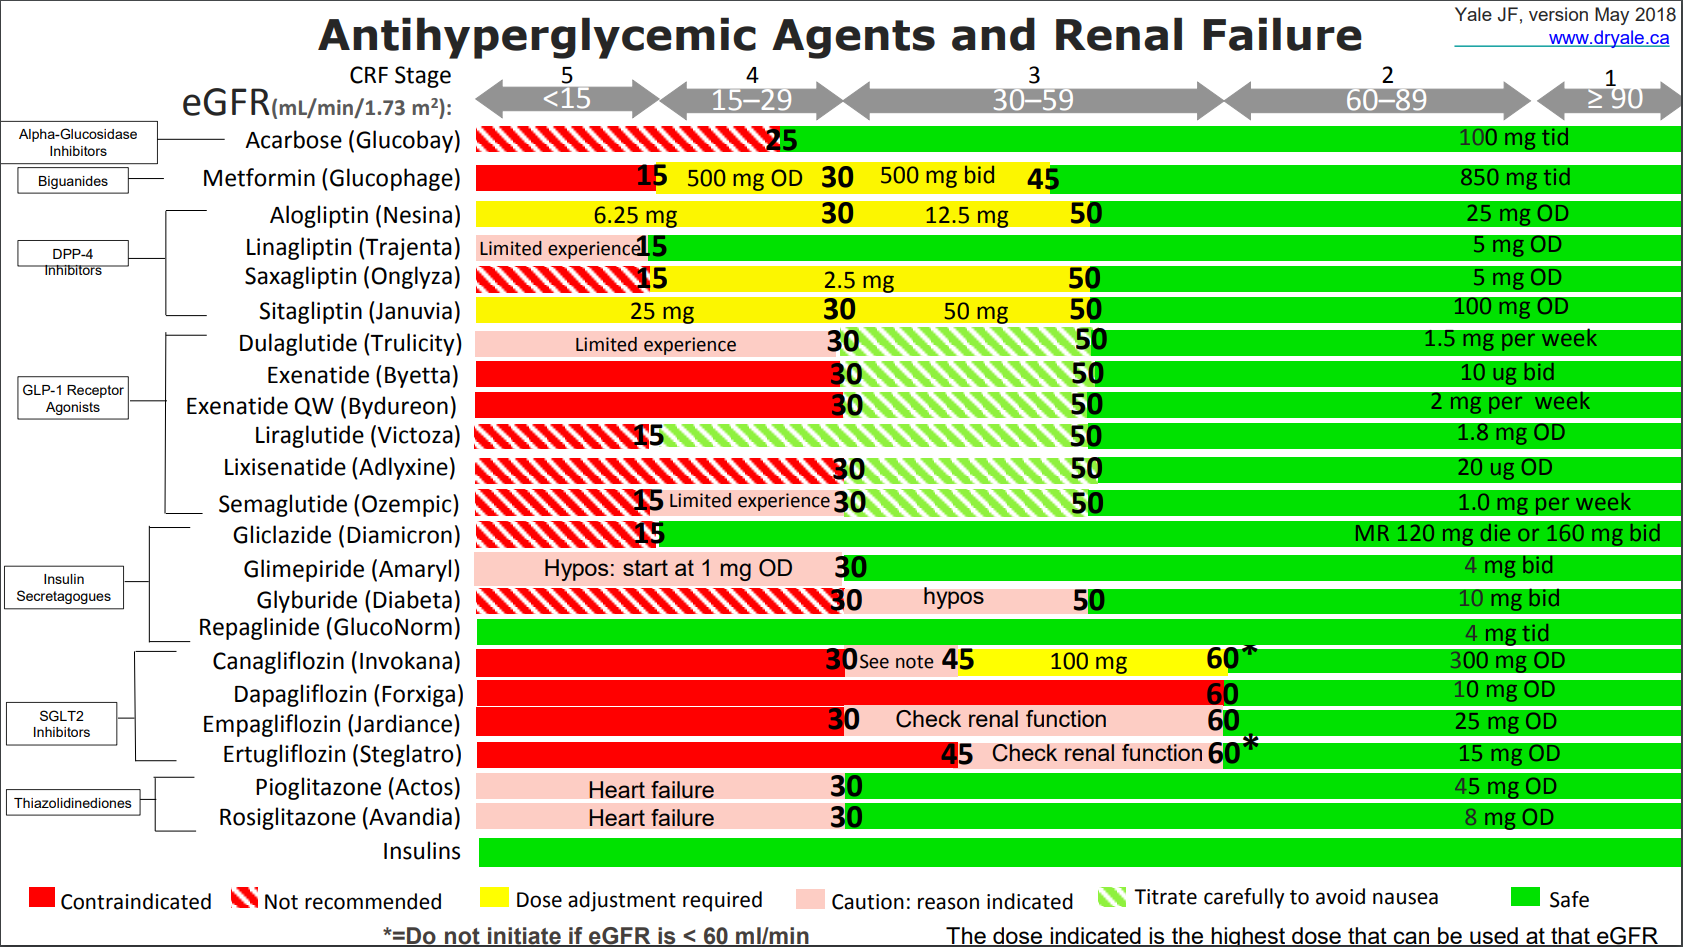 Antihyperglycemic Agents and Renal Failure
Yale JF, version May 2018
www.dryale.ca
CRF Stage 5 4 3 2 1
eGFR(mL/min/1.73 m²): <15 15–29 30–59 60–89 ≥ 90
Alpha-Glucosidase
Inhibitors
Acarbose (Glucobay) 25 100 mg tid
Biguanides
Metformin (Glucophage) 15 500 mg OD 30 500 mg bid 45 850 mg tid
DPP-4
Inhibitors
Alogliptin (Nesina) 6.25 mg 30 12.5 mg 50 25 mg OD
Linagliptin (Trajenta) Limited experience 15 5 mg OD
Saxagliptin (Onglyza) 15 2.5 mg 50 5 mg OD
Sitagliptin (Januvia) 25 mg 30 50 mg 50 100 mg OD
GLP-1 Receptor
Agonists
Dulaglutide (Trulicity) Limited experience 30 50 1.5 mg per week
Exenatide (Byetta) 30 50 10 ug bid
Exenatide QW (Bydureon) 30 50 2 mg per week
Liraglutide (Victoza) 15 50 1.8 mg OD
Lixisenatide (Adlyxine) 30 50 20 ug OD
Semaglutide (Ozempic) 15 Limited experience 30 50 1.0 mg per week
Insulin
Secretagogues
Gliclazide (Diamicron) 15 MR 120 mg die or 160 mg bid
Glimepiride (Amaryl) Hypos: start at 1 mg OD 30 4 mg bid
Glyburide (Diabeta) 30 hypos 50 10 mg bid
Repaglinide (GlucoNorm) 4 mg tid
SGLT2
Inhibitors
Canagliflozin (Invokana) 30 See note 45 100 mg 60* 300 mg OD
Dapagliflozin (Forxiga) 60 10 mg OD
Empagliflozin (Jardiance) 30 Check renal function 60 25 mg OD
Ertugliflozin (Steglatro) 45 Check renal function 60* 15 mg OD
Thiazolidinediones
Pioglitazone (Actos) Heart failure 30 45 mg OD
Rosiglitazone (Avandia) Heart failure 30 8 mg OD
Insulins
Contraindicated Not recommended Dose adjustment required Caution: reason indicated Titrate carefully to avoid nausea Safe
*=Do not initiate if eGFR is < 60 ml/min The dose indicated is the highest dose that can be used at that eGFR